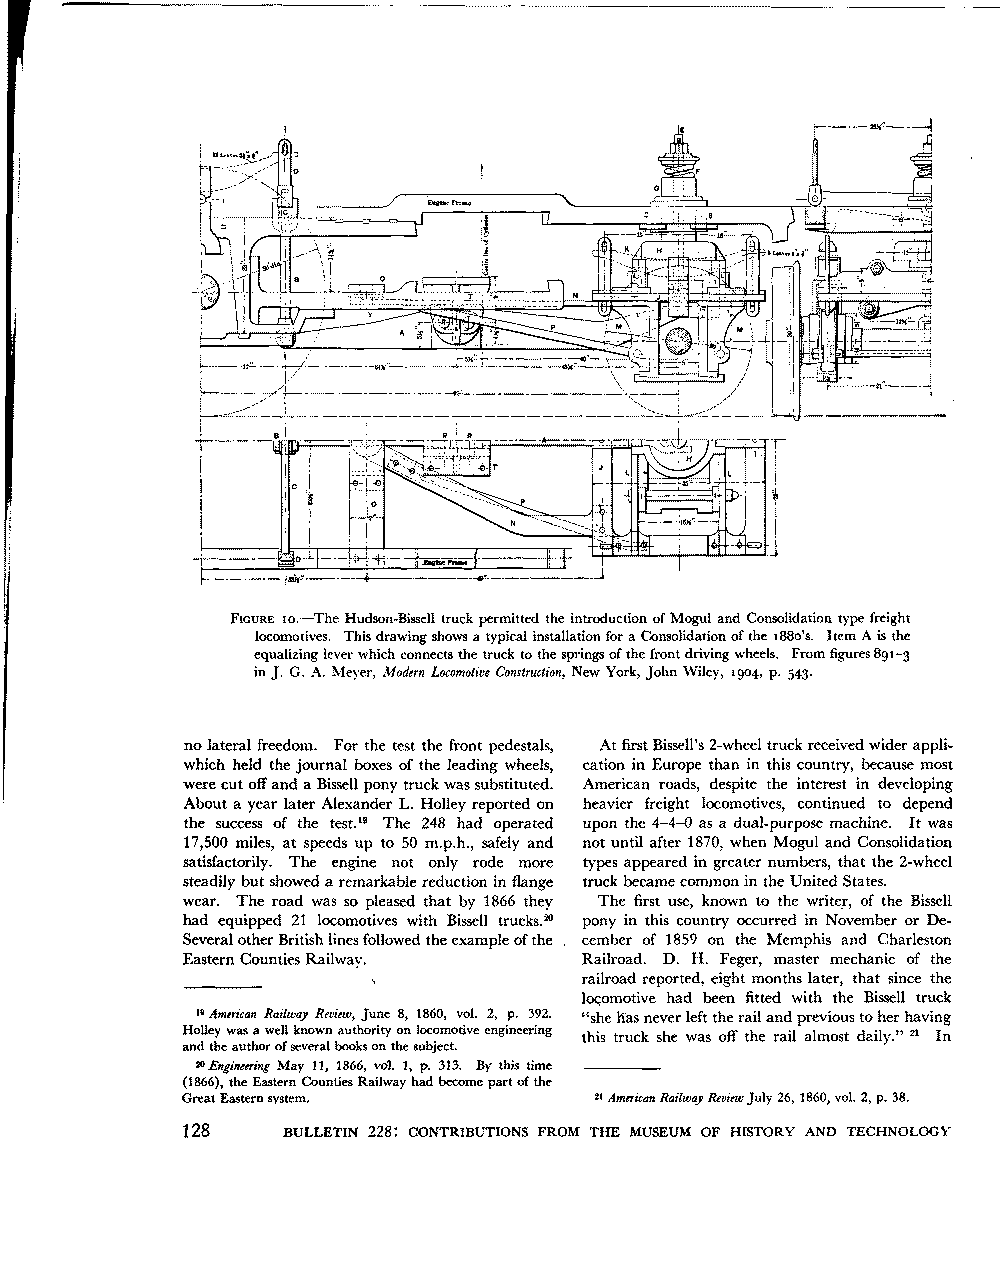 Engine Frame
Engine Frame
FIGURE 10.—The Hudson-Bissell truck permitted the introduction of Mogul and Consolidation type freight
locomotives. This drawing shows a typical installation for a Consolidation of the 1880's. Item A is the
equalizing lever which connects the truck to the springs of the front driving wheels. From figures 891-3
in J. G. A. Meyer, Modern Locomotive Construction, New York, John Wiley, 1904, p. 543.
no lateral freedom. For the test the front pedestals,
which held the journal boxes of the leading wheels,
were cut off and a Bissell pony truck was substituted.
About a year later Alexander L. Holley reported on
the success of the test.¹⁹ The 248 had operated
17,500 miles, at speeds up to 50 m.p.h., safely and
satisfactorily. The engine not only rode more
steadily but showed a remarkable reduction in flange
wear. The road was so pleased that by 1866 they
had equipped 21 locomotives with Bissell trucks.²⁰
Several other British lines followed the example of the
Eastern Counties Railway.
¹⁹ American Railway Review, June 8, 1860, vol. 2, p. 392.
Holley was a well known authority on locomotive engineering
and the author of several books on the subject.
²⁰ Engineering May 11, 1866, vol. 1, p. 313. By this time
(1866), the Eastern Counties Railway had become part of the
Great Eastern system.
At first Bissell's 2-wheel truck received wider appli-
cation in Europe than in this country, because most
American roads, despite the interest in developing
heavier freight locomotives, continued to depend
upon the 4-4-0 as a dual-purpose machine. It was
not until after 1870, when Mogul and Consolidation
types appeared in greater numbers, that the 2-wheel
truck became common in the United States.
The first use, known to the writer, of the Bissell
pony in this country occurred in November or De-
cember of 1859 on the Memphis and Charleston
Railroad. D. H. Feger, master mechanic of the
railroad reported, eight months later, that since the
locomotive had been fitted with the Bissell truck
"she has never left the rail and previous to her having
this truck she was off the rail almost daily." ²¹ In
²¹ American Railway Review July 26, 1860, vol. 2, p. 38.
128 BULLETIN 228: CONTRIBUTIONS FROM THE MUSEUM OF HISTORY AND TECHNOLOGY